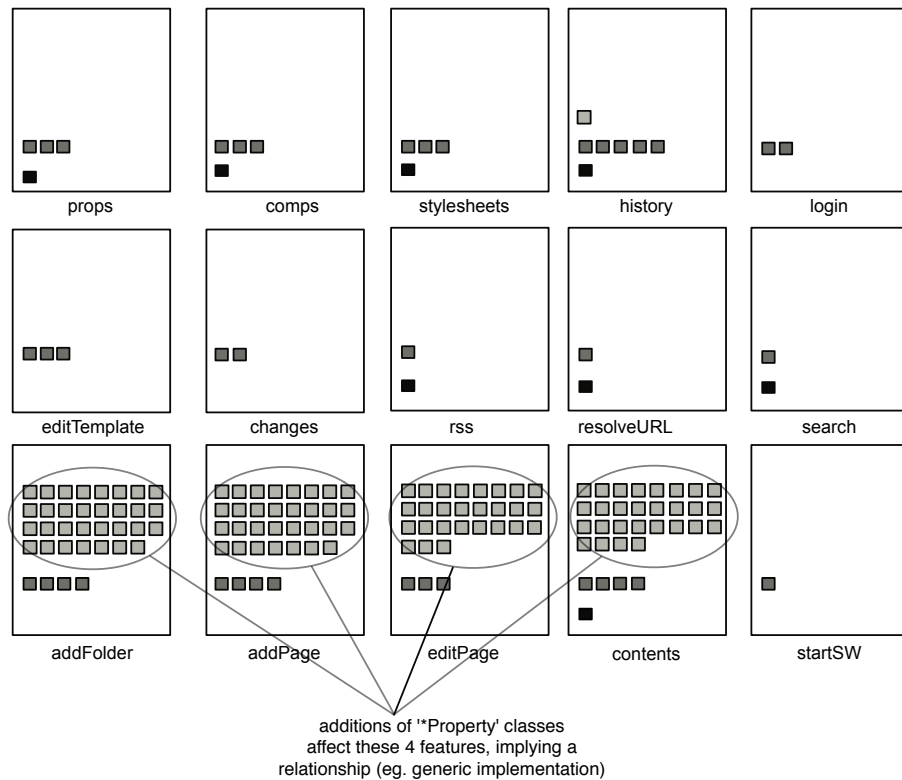 props
comps
stylesheets
history
login
editTemplate
changes
rss
resolveURL
search
addFolder
addPage
editPage
contents
startSW
additions of '*Property' classes
affect these 4 features, implying a
relationship (eg. generic implementation)